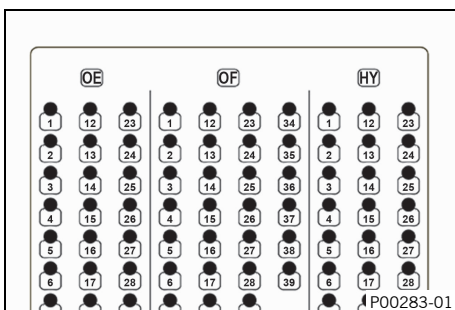 OE OF HY
1 12 23 1 12 23 34 1 12 23
2 13 24 2 13 24 35 2 13 24
3 14 25 3 14 25 36 3 14 25
4 15 26 4 15 26 37 4 15 26
5 16 27 5 16 27 38 5 16 27
6 17 28 6 17 28 39 6 17 28
P00283-01